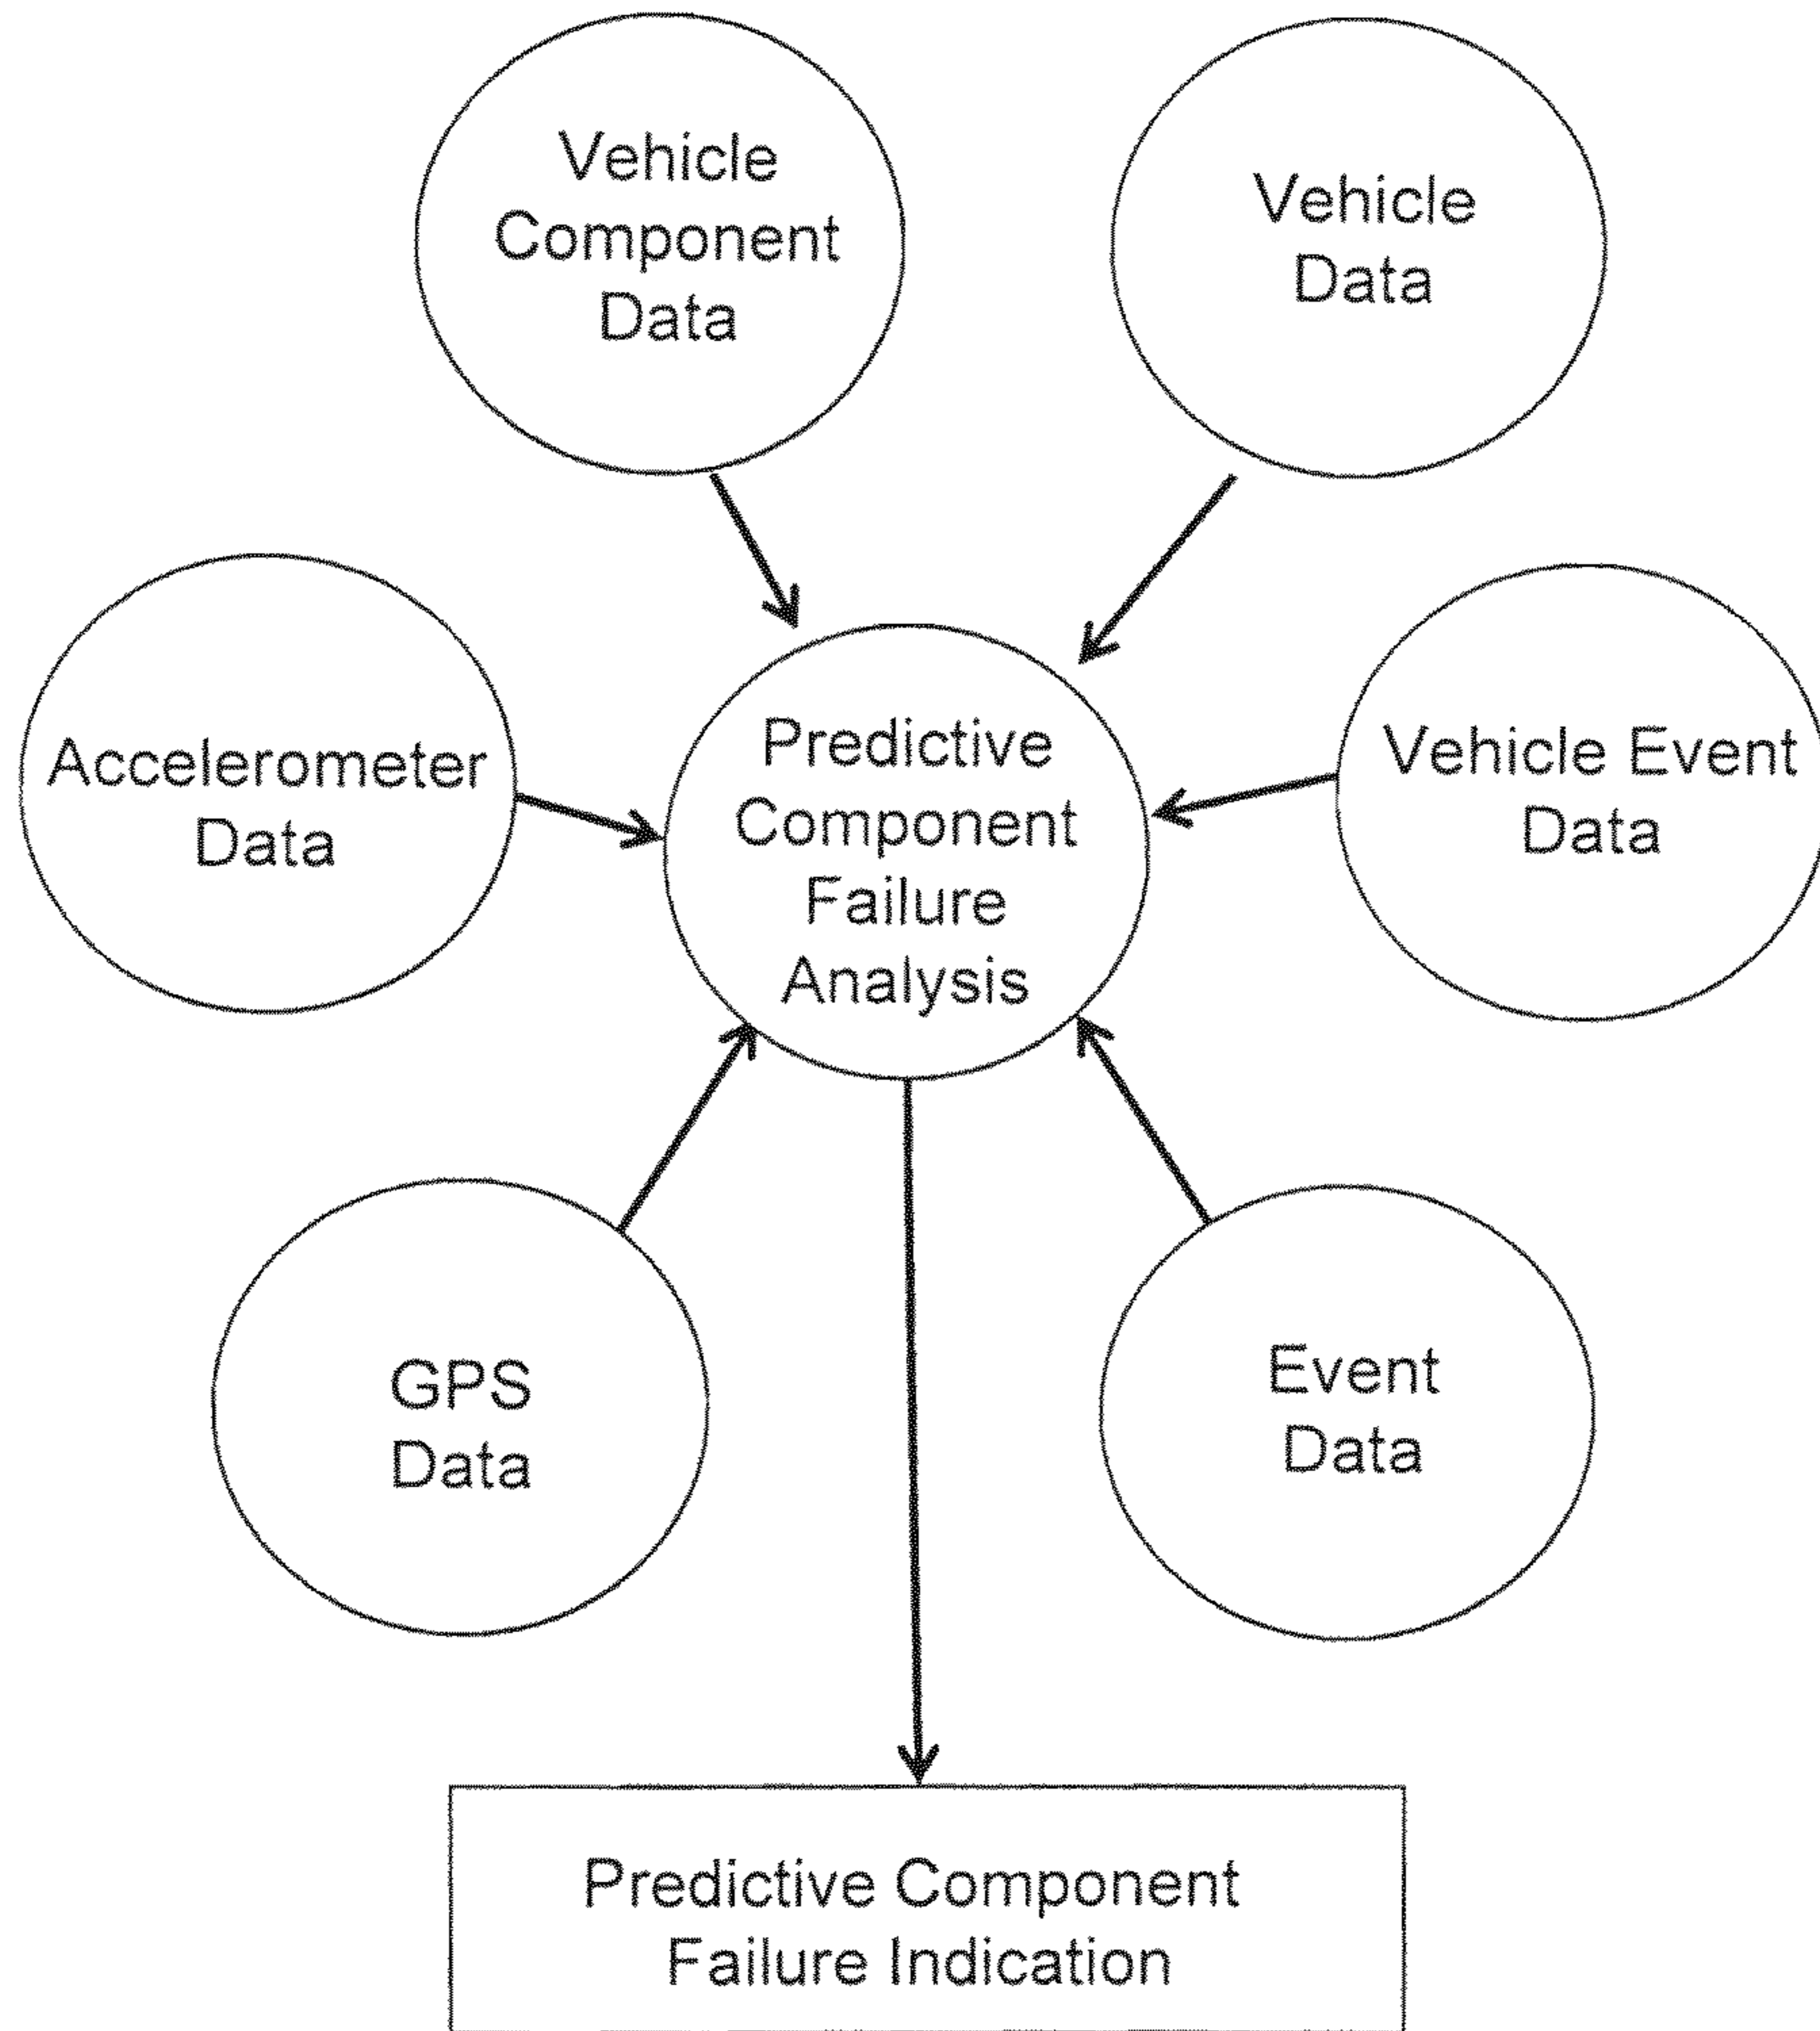 Vehicle
Component
Data
Vehicle
Data
Accelerometer
Data
Predictive
Component
Failure
Analysis
Vehicle Event
Data
GPS
Data
Event
Data
Predictive Component
Failure Indication